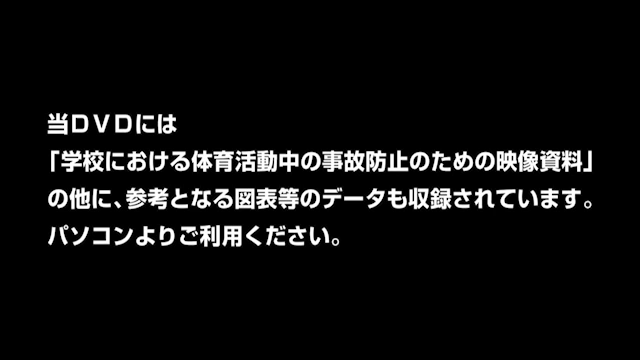 当DVDには
「学校における体育活動中の事故防止のための映像資料」
の他に、参考となる図表等のデータも収録されています。
パソコンよりご利用ください。